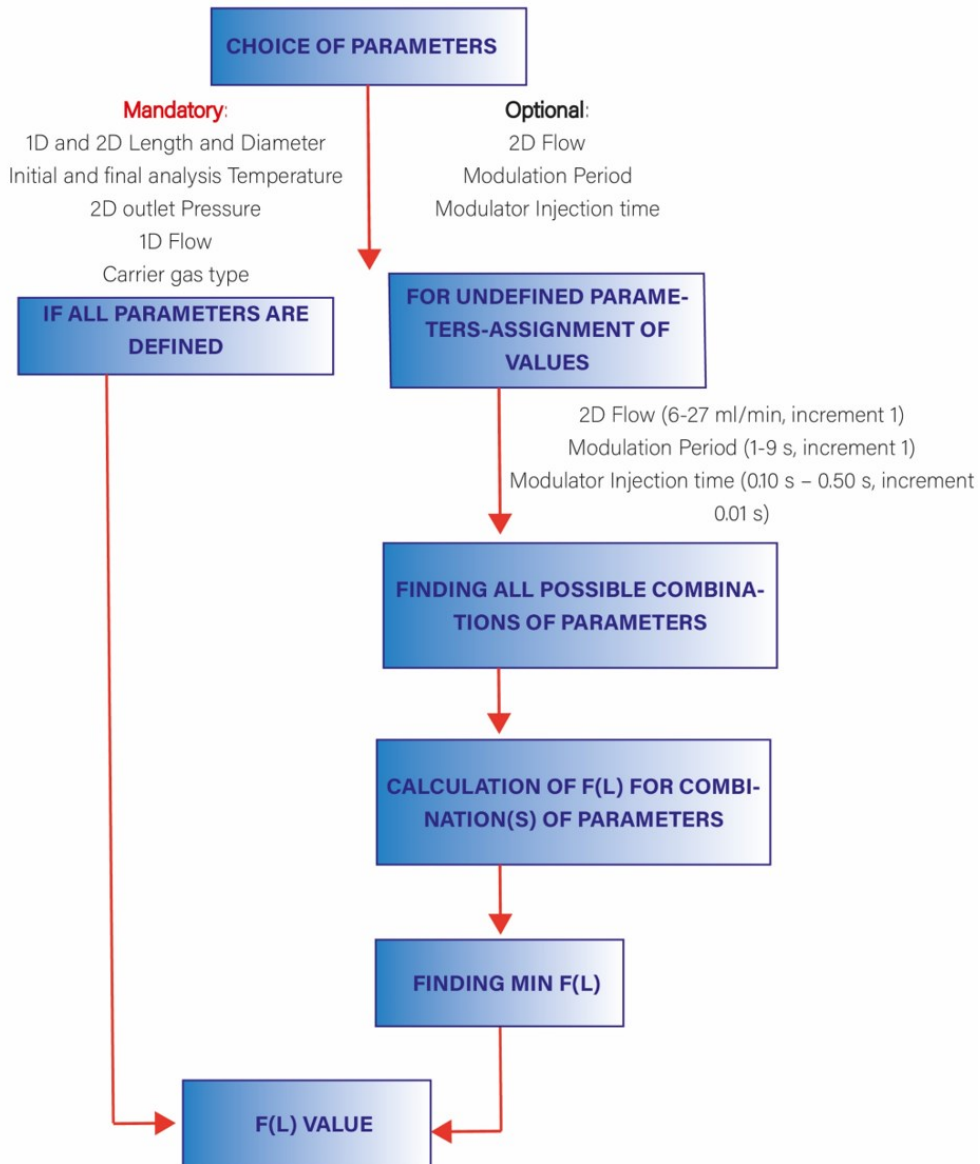 CHOICE OF PARAMETERS
Mandatory:
1D and 2D Length and Diameter
Initial and final analysis Temperature
2D outlet Pressure
1D Flow
Carrier gas type
Optional:
2D Flow
Modulation Period
Modulator Injection time
IF ALL PARAMETERS ARE
DEFINED
FOR UNDEFINED PARAME-
TERS-ASSIGNMENT OF
VALUES
2D Flow (6-27 ml/min, increment 1)
Modulation Period (1-9 s, increment 1)
Modulator Injection time (0.10 s – 0.50 s, increment
0.01 s)
FINDING ALL POSSIBLE COMBINA-
TIONS OF PARAMETERS
CALCULATION OF F(L) FOR COMBI-
NATION(S) OF PARAMETERS
FINDING MIN F(L)
F(L) VALUE